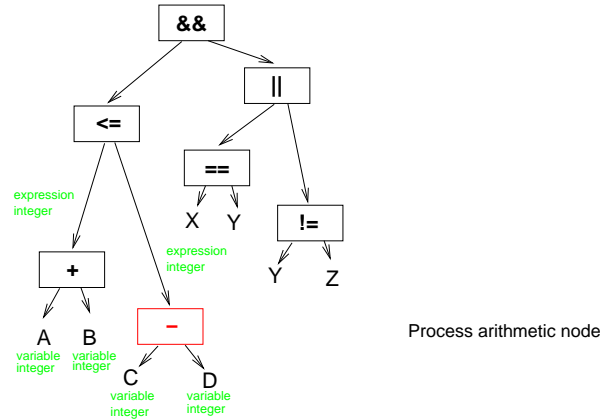 &&
||
<=
==
expression
integer
X Y
!=
expression
integer
+
Y Z
A B
−
Process arithmetic node
variable variable
integer integer
C D
variable variable
integer integer